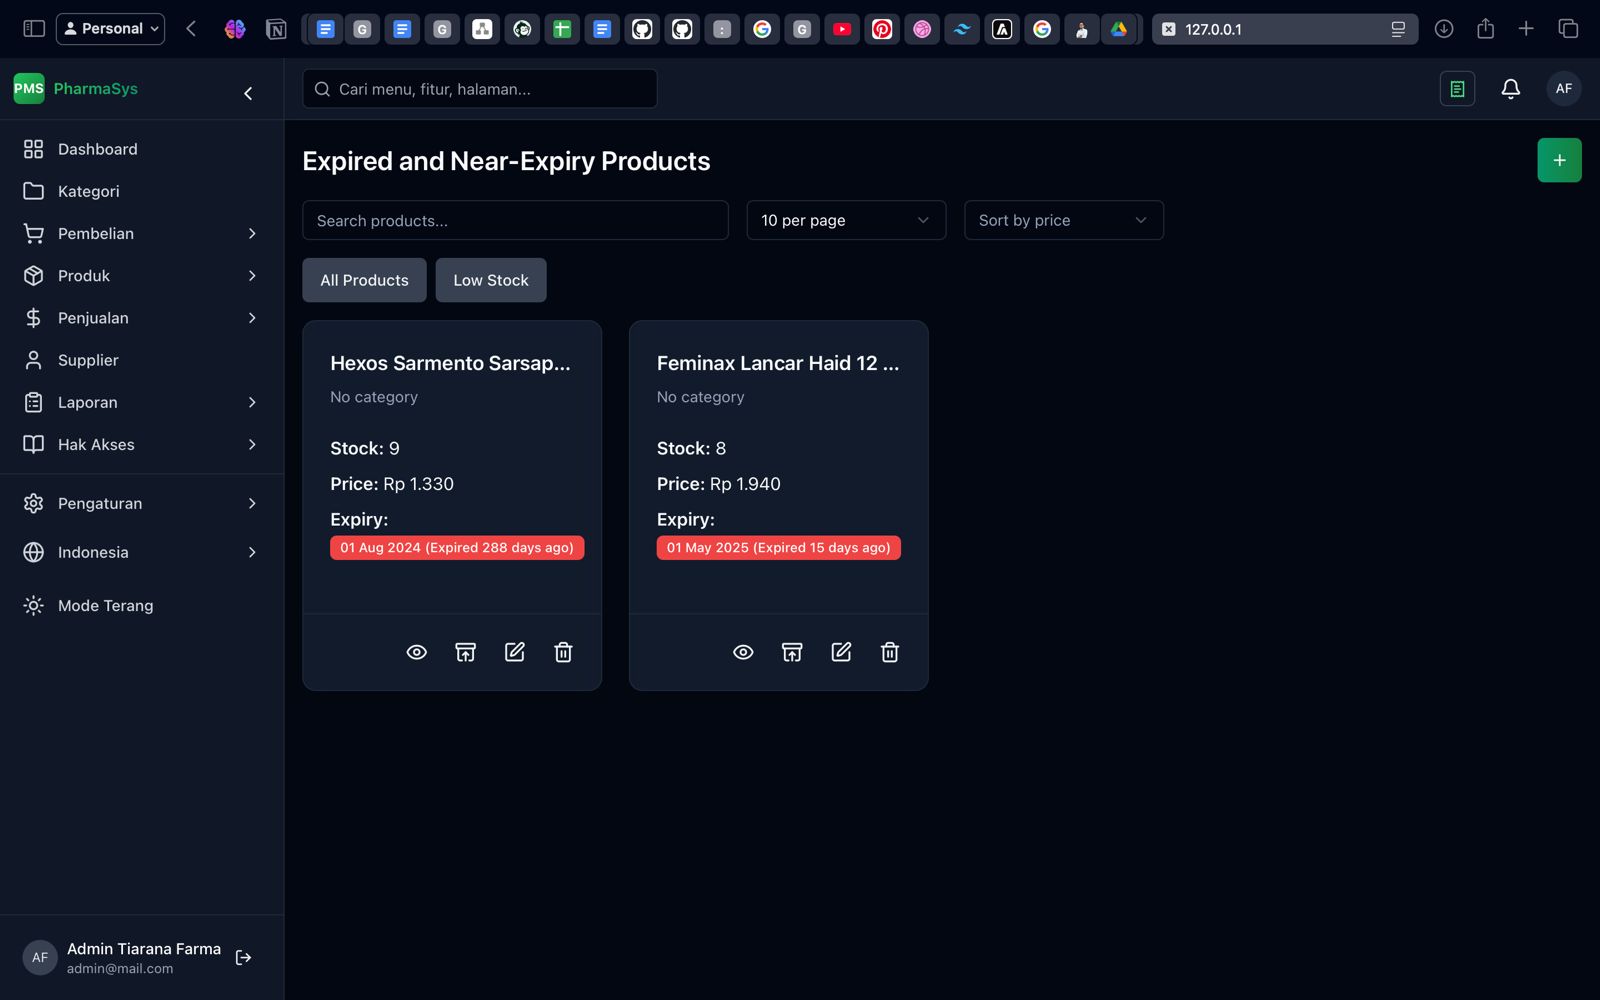 Personal
127.0.0.1
PMS PharmaSys
Cari menu, fitur, halaman...
AF
Dashboard
Kategori
Pembelian
Produk
Penjualan
Supplier
Laporan
Hak Akses
Pengaturan
Indonesia
Mode Terang
AF
Admin Tiarana Farma
admin@mail.com
Expired and Near-Expiry Products
+
Search products...
10 per page
Sort by price
All Products
Low Stock
Hexos Sarmento Sarsap...
No category
Stock: 9
Price: Rp 1.330
Expiry:
01 Aug 2024 (Expired 288 days ago)
Feminax Lancar Haid 12 ...
No category
Stock: 8
Price: Rp 1.940
Expiry:
01 May 2025 (Expired 15 days ago)